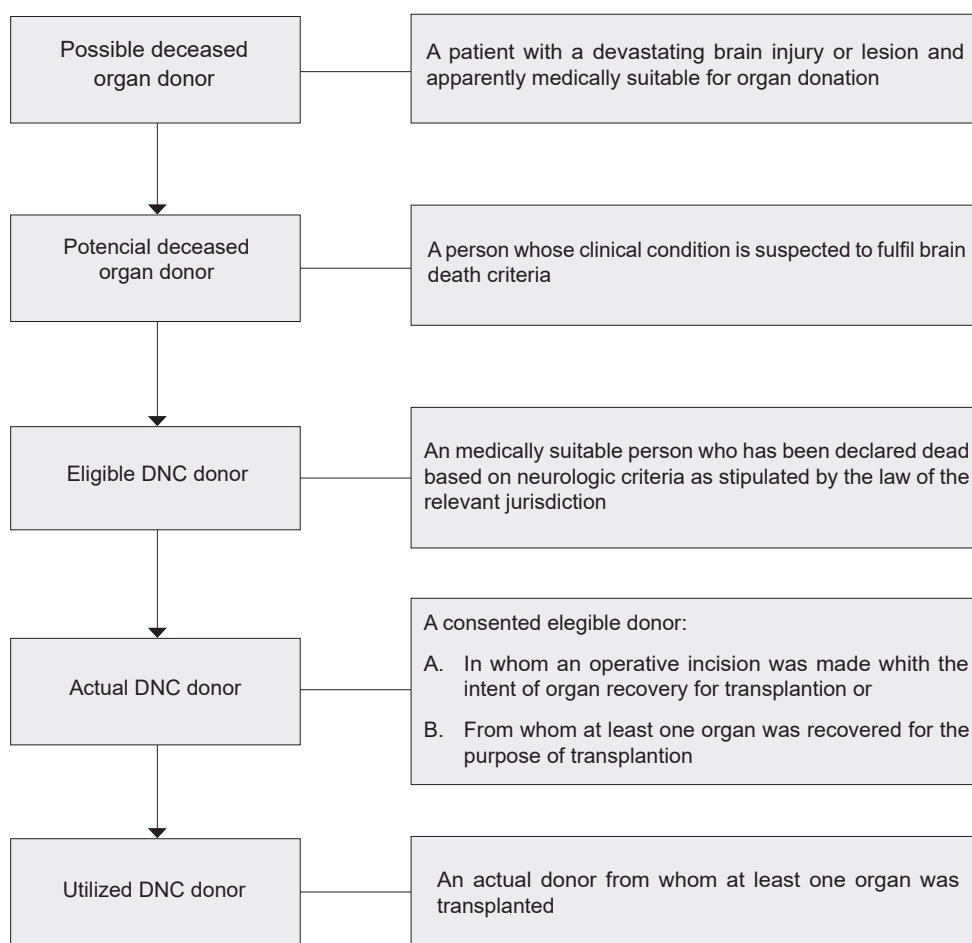 Possible deceased
organ donor
A patient with a devastating brain injury or lesion and
apparently medically suitable for organ donation
Potencial deceased
organ donor
A person whose clinical condition is suspected to fulfil brain
death criteria
Eligible DNC donor
An medically suitable person who has been declared dead
based on neurologic criteria as stipulated by the law of the
relevant jurisdiction
Actual DNC donor
A consented elegible donor:
A. In whom an operative incision was made whith the
intent of organ recovery for transplantion or
B. From whom at least one organ was recovered for the
purpose of transplantion
Utilized DNC donor
An actual donor from whom at least one organ was
transplanted